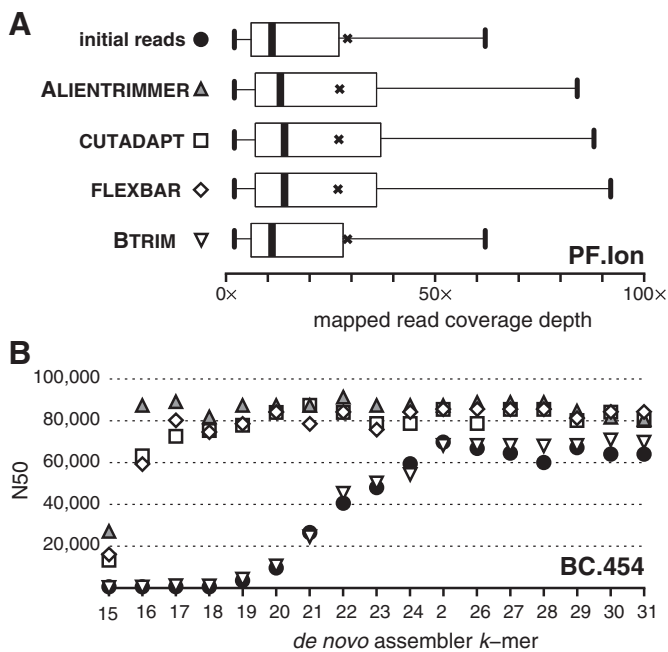 A
initial reads
ALIENTRIMMER
CUTADAPT
FLEXBAR
BTRIM
PF.Ion
0× 50× 100×
mapped read coverage depth
B
100,000
80,000
60,000
40,000
20,000
N50
BC.454
15 16 17 18 19 20 21 22 23 24 2 26 27 28 29 30 31
de novo assembler k–mer